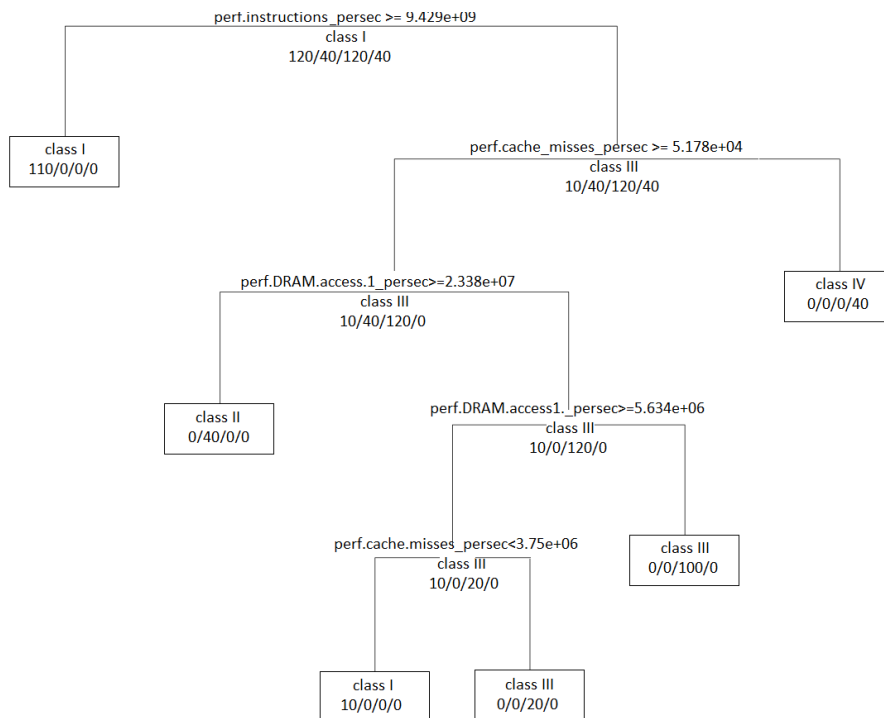 perf.instructions_persec >= 9.429e+09
class I
120/40/120/40
class I
110/0/0/0
perf.cache_misses_persec >= 5.178e+04
class III
10/40/120/40
perf.DRAM.access.1_persec>=2.338e+07
class III
10/40/120/0
class IV
0/0/0/40
class II
0/40/0/0
perf.DRAM.access1._persec>=5.634e+06
class III
10/0/120/0
perf.cache.misses_persec<3.75e+06
class III
10/0/20/0
class III
0/0/100/0
class I
10/0/0/0
class III
0/0/20/0